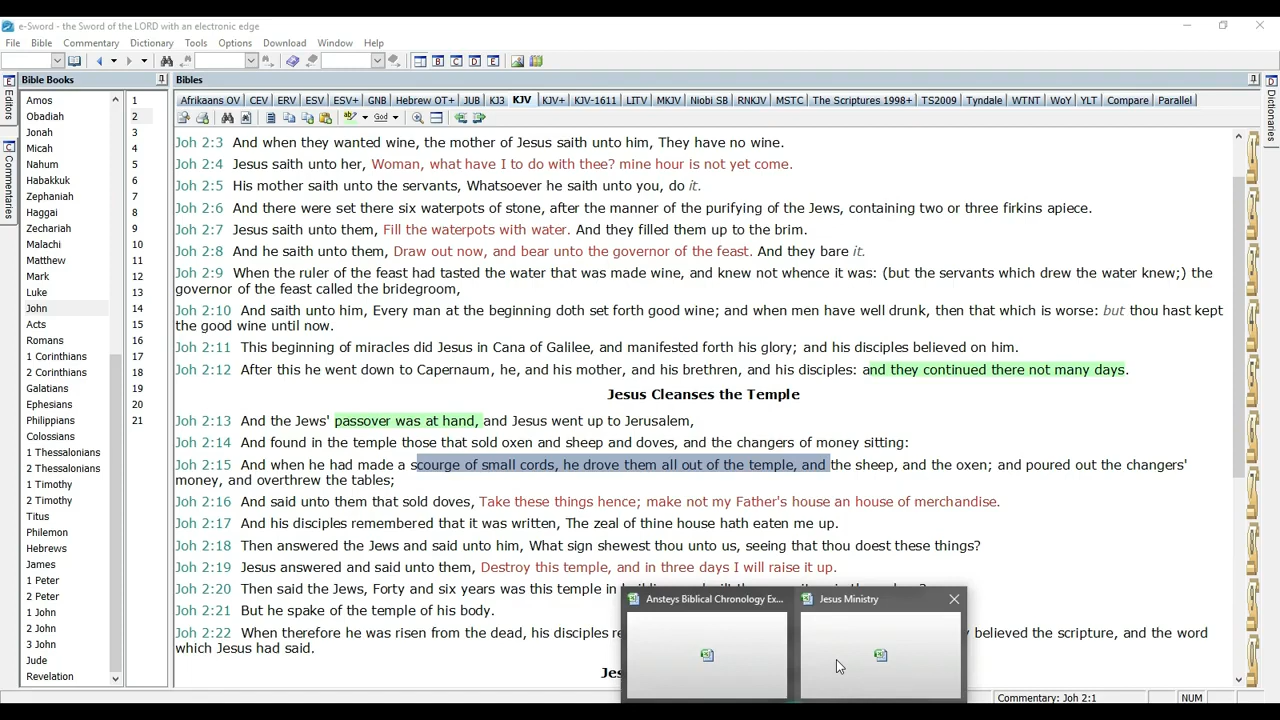 e-Sword - the Sword of the LORD with an electronic edge
File Bible Commentary Dictionary Tools Options Download Window Help
B C D E
Bible Books
Bibles
Editors
Commentaries
Dictionaries
Afrikaans OV CEV ERV ESV ESV+ GNB Hebrew OT+ JUB KJ3 KJV KJV+ KJV-1611 LITV MKJV Niobi SB RNKJV MSTC The Scriptures 1998+ TS2009 Tyndale WTNT WoY YLT Compare Parallel
Amos
Obadiah
Jonah
Micah
Nahum
Habakkuk
Zephaniah
Haggai
Zechariah
Malachi
Matthew
Mark
Luke
John
Acts
Romans
1 Corinthians
2 Corinthians
Galatians
Ephesians
Philippians
Colossians
1 Thessalonians
2 Thessalonians
1 Timothy
2 Timothy
Titus
Philemon
Hebrews
James
1 Peter
2 Peter
1 John
2 John
3 John
Jude
Revelation
1
2
3
4
5
6
7
8
9
10
11
12
13
14
15
16
17
18
19
20
21
Joh 2:3 And when they wanted wine, the mother of Jesus saith unto him, They have no wine.
Joh 2:4 Jesus saith unto her, Woman, what have I to do with thee? mine hour is not yet come.
Joh 2:5 His mother saith unto the servants, Whatsoever he saith unto you, do it.
Joh 2:6 And there were set there six waterpots of stone, after the manner of the purifying of the Jews, containing two or three firkins apiece.
Joh 2:7 Jesus saith unto them, Fill the waterpots with water. And they filled them up to the brim.
Joh 2:8 And he saith unto them, Draw out now, and bear unto the governor of the feast. And they bare it.
Joh 2:9 When the ruler of the feast had tasted the water that was made wine, and knew not whence it was: (but the servants which drew the water knew;) the
governor of the feast called the bridegroom,
Joh 2:10 And saith unto him, Every man at the beginning doth set forth good wine; and when men have well drunk, then that which is worse: but thou hast kept
the good wine until now.
Joh 2:11 This beginning of miracles did Jesus in Cana of Galilee, and manifested forth his glory; and his disciples believed on him.
Joh 2:12 After this he went down to Capernaum, he, and his mother, and his brethren, and his disciples: and they continued there not many days.
Jesus Cleanses the Temple
Joh 2:13 And the Jews' passover was at hand, and Jesus went up to Jerusalem,
Joh 2:14 And found in the temple those that sold oxen and sheep and doves, and the changers of money sitting:
Joh 2:15 And when he had made a scourge of small cords, he drove them all out of the temple, and the sheep, and the oxen; and poured out the changers'
money, and overthrew the tables;
Joh 2:16 And said unto them that sold doves, Take these things hence; make not my Father's house an house of merchandise.
Joh 2:17 And his disciples remembered that it was written, The zeal of thine house hath eaten me up.
Joh 2:18 Then answered the Jews and said unto him, What sign shewest thou unto us, seeing that thou doest these things?
Joh 2:19 Jesus answered and said unto them, Destroy this temple, and in three days I will raise it up.
Joh 2:20 Then said the Jews, Forty and six years was this temple in
Joh 2:21 But he spake of the temple of his body.
Joh 2:22 When therefore he was risen from the dead, his disciples re believed the scripture, and the word
which Jesus had said.
Jes
Ansteys Biblical Chronology Ex...
Jesus Ministry
Commentary: Joh 2:1
NUM